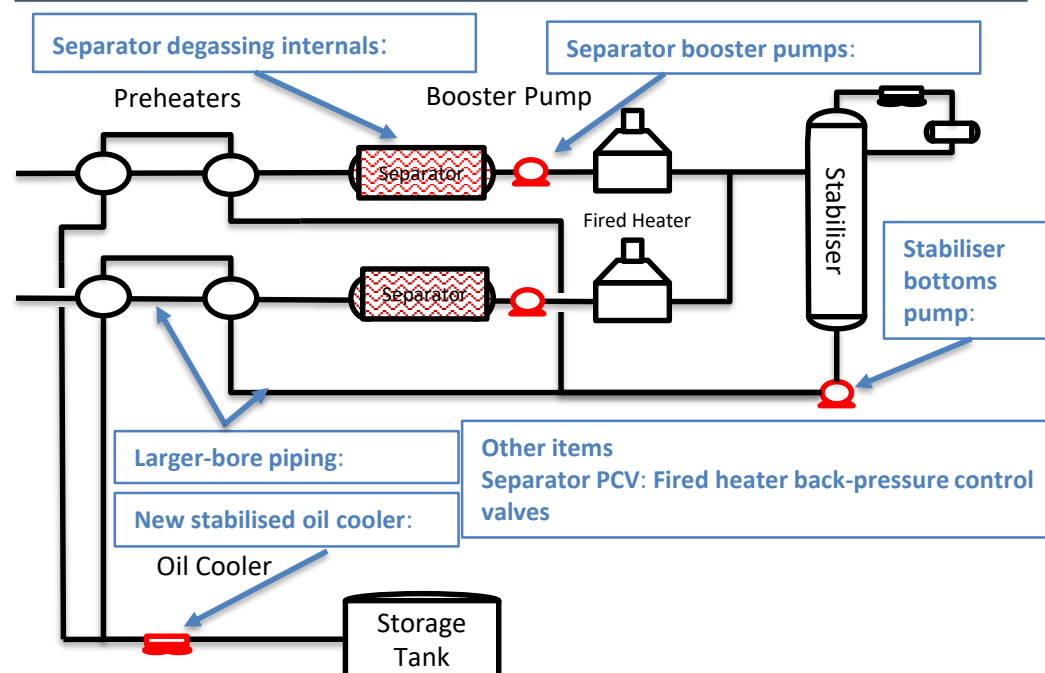 Separator degassing internals:
Separator booster pumps:
Preheaters
Booster Pump
Separator
Stabiliser
Fired Heater
Stabiliser
bottoms
pump:
Separator
Larger-bore piping:
Other items
Separator PCV: Fired heater back-pressure control
valves
New stabilised oil cooler:
Oil Cooler
Storage
Tank